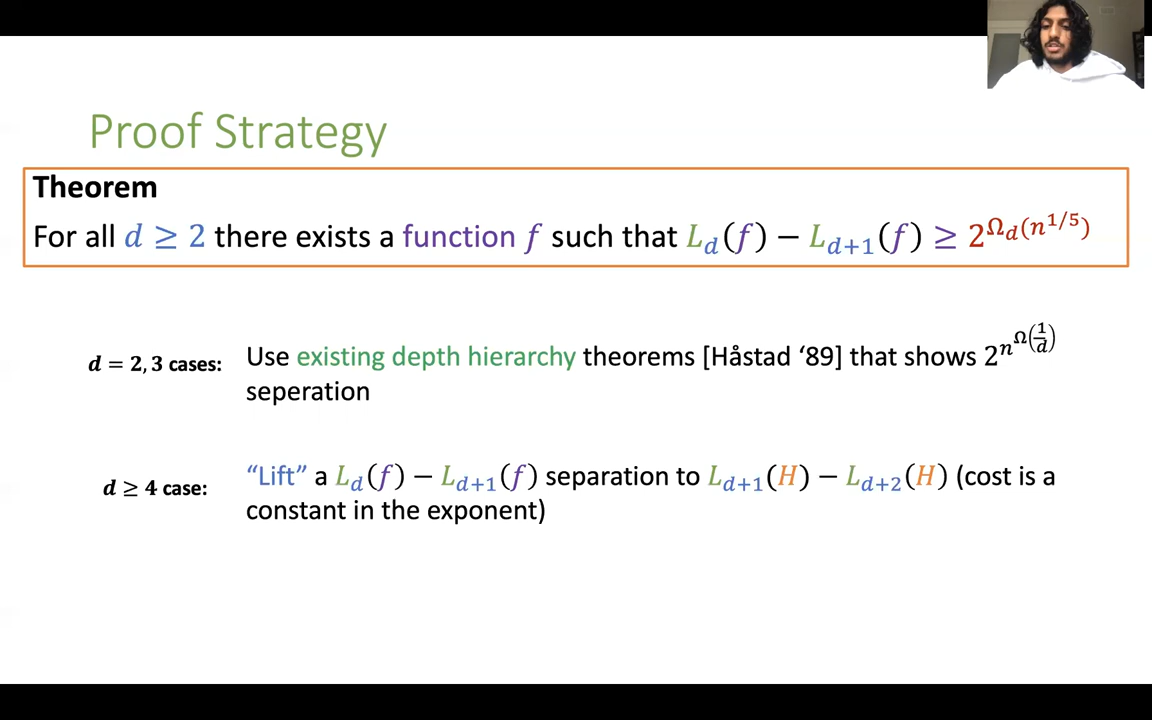 Proof Strategy
Theorem
For all d ≥ 2 there exists a function f such that L_d(f) − L_{d+1}(f) ≥ 2^{Ω_d(n^{1/5})}
d = 2, 3 cases: Use existing depth hierarchy theorems [Håstad ‘89] that shows 2^{n^{Ω(1/d)}}
seperation
d ≥ 4 case: “Lift” a L_d(f) − L_{d+1}(f) separation to L_{d+1}(H) − L_{d+2}(H) (cost is a
constant in the exponent)